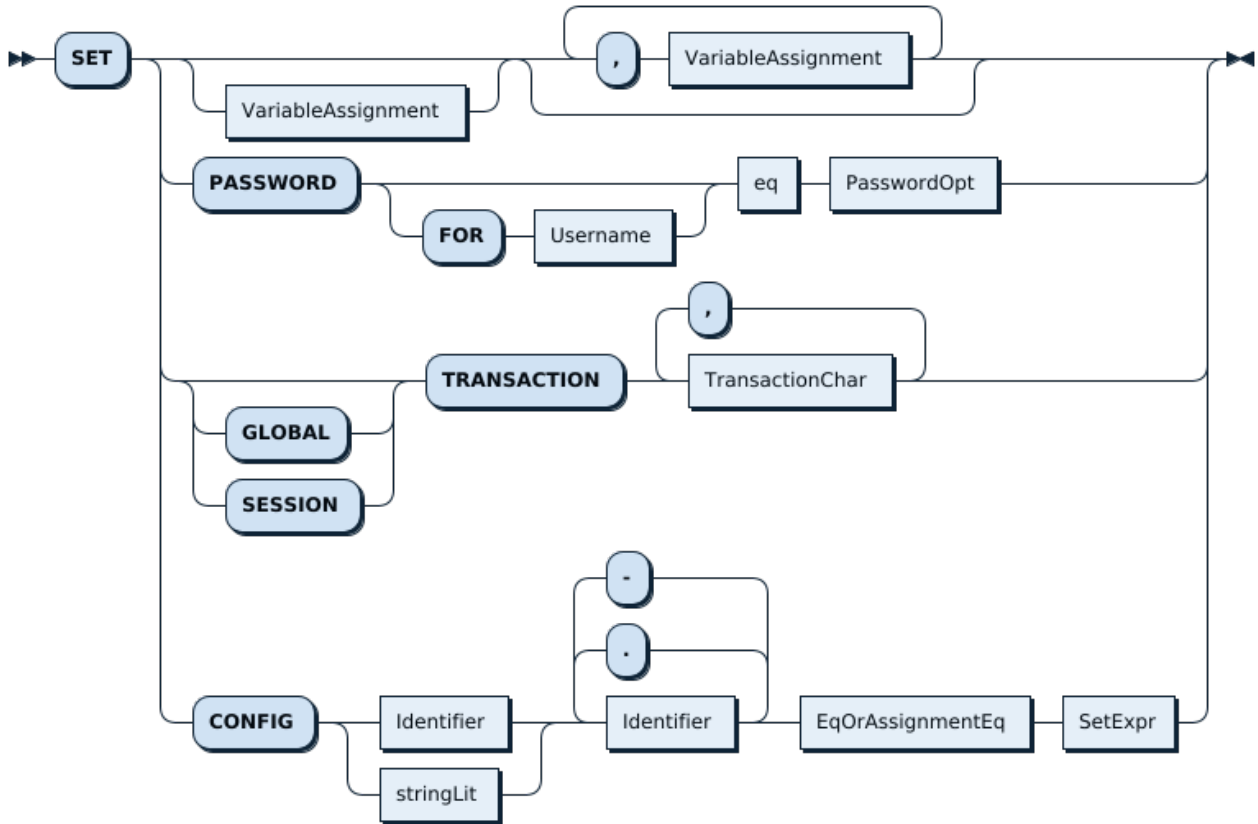 SET
, VariableAssignment
VariableAssignment
PASSWORD eq PasswordOpt
FOR Username
,
TRANSACTION TransactionChar
GLOBAL
SESSION
-
.
CONFIG Identifier Identifier EqOrAssignmentEq SetExpr
stringLit